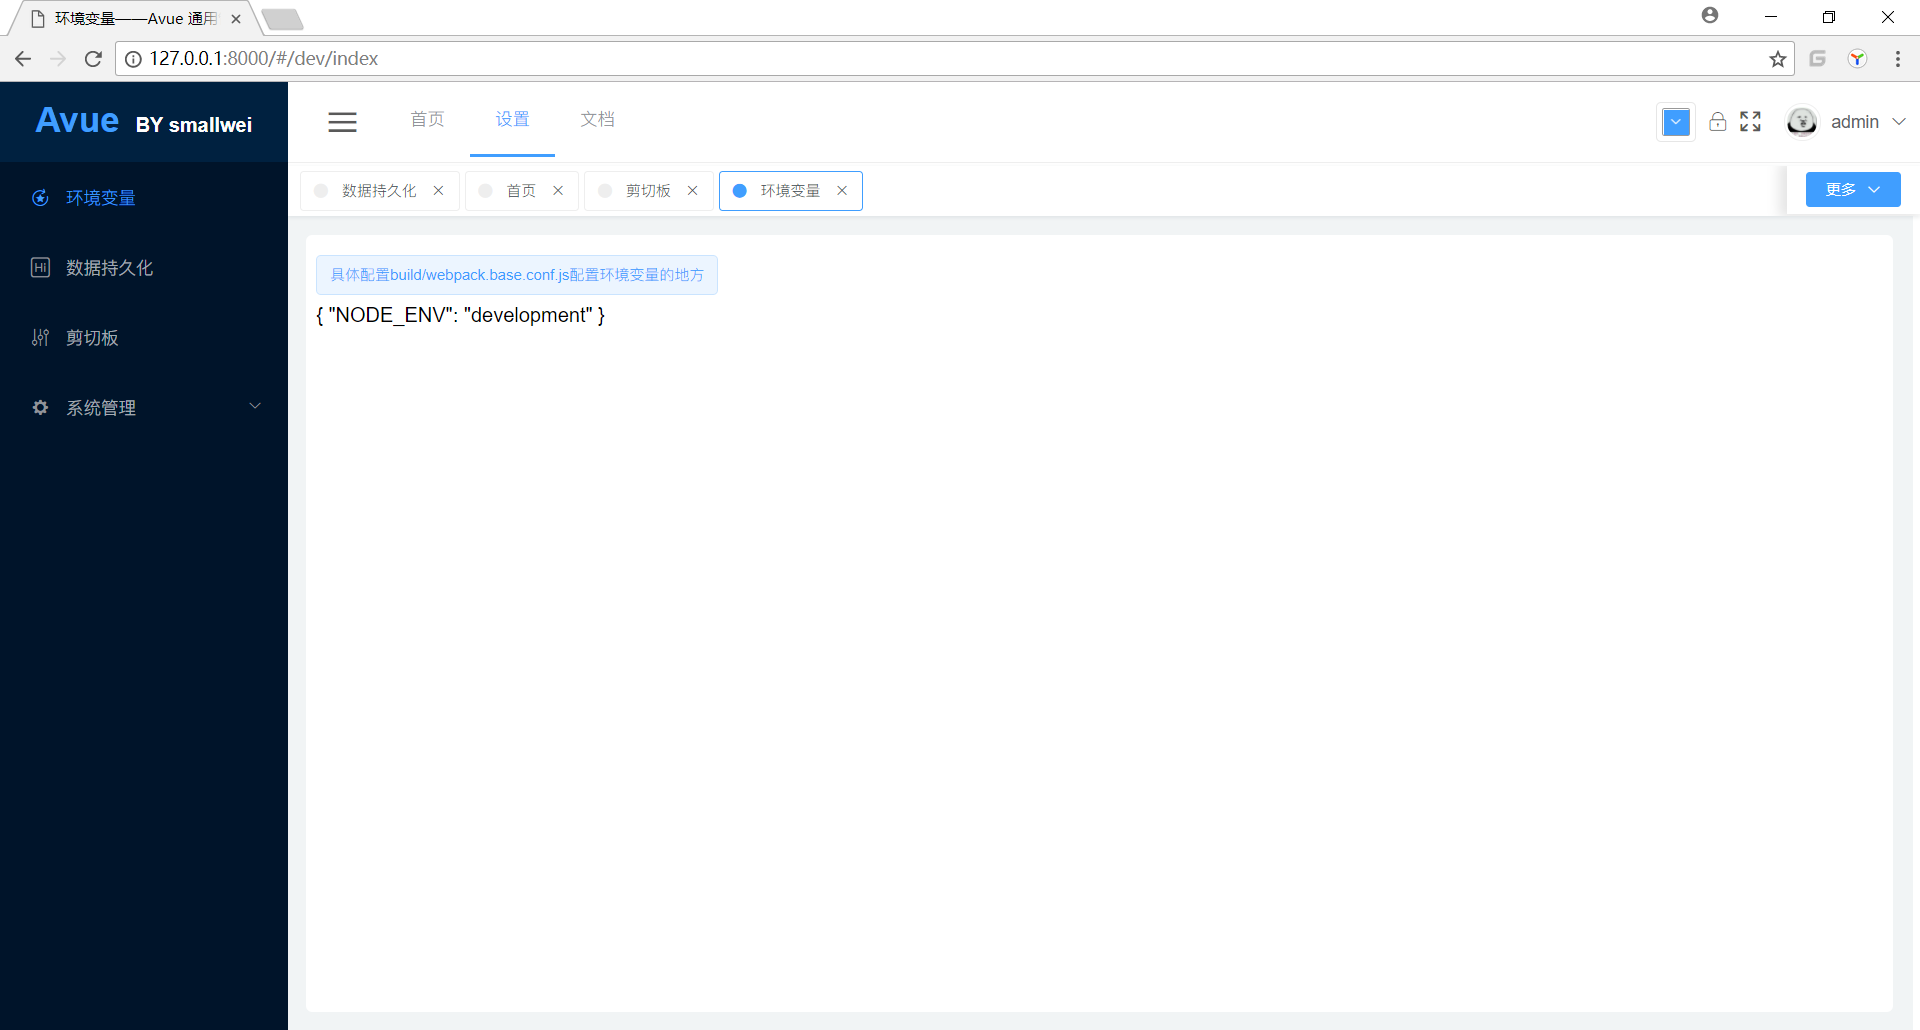 环境变量——Avue 通用
127.0.0.1:8000/#/dev/index
Avue BY smallwei
首页 设置 文档
admin
数据持久化 首页 剪切板 环境变量
更多
环境变量
数据持久化
剪切板
系统管理
具体配置build/webpack.base.conf.js配置环境变量的地方
{ "NODE_ENV": "development" }